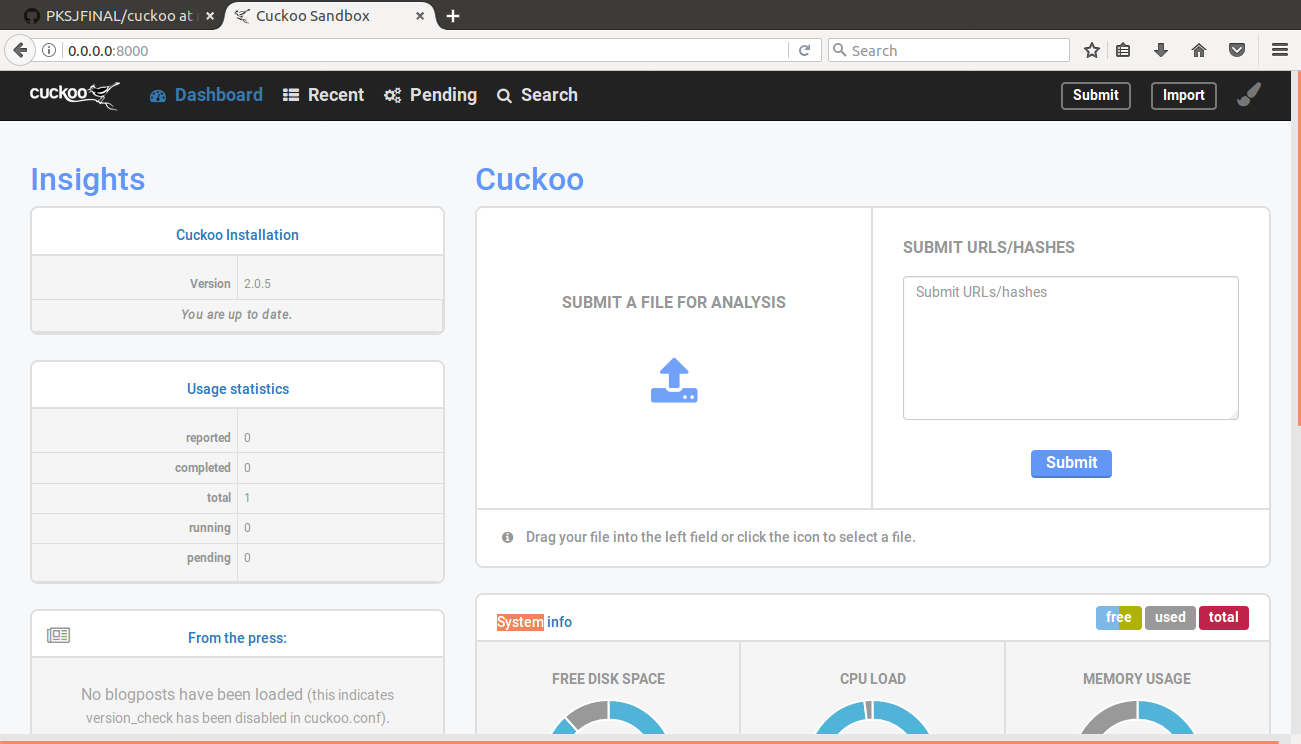 PKSJFINAL/cuckoo at
Cuckoo Sandbox
0.0.0.0:8000
Search
cuckoo
Dashboard
Recent
Pending
Search
Submit
Import
Insights
Cuckoo Installation
Version 2.0.5
You are up to date.
Usage statistics
reported 0
completed 0
total 1
running 0
pending 0
From the press:
No blogposts have been loaded (this indicates
version_check has been disabled in cuckoo.conf).
Cuckoo
SUBMIT A FILE FOR ANALYSIS
SUBMIT URLS/HASHES
Submit URLs/hashes
Submit
Drag your file into the left field or click the icon to select a file.
System info
free
used
total
FREE DISK SPACE
CPU LOAD
MEMORY USAGE